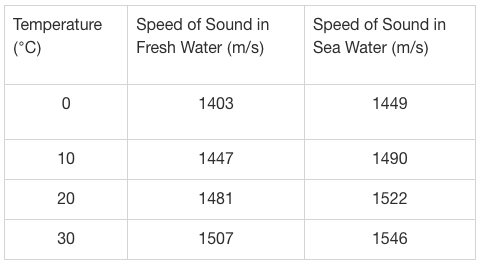 Temperature Speed of Sound in Speed of Sound in
(°C) Fresh Water (m/s) Sea Water (m/s)
0 1403 1449
10 1447 1490
20 1481 1522
30 1507 1546